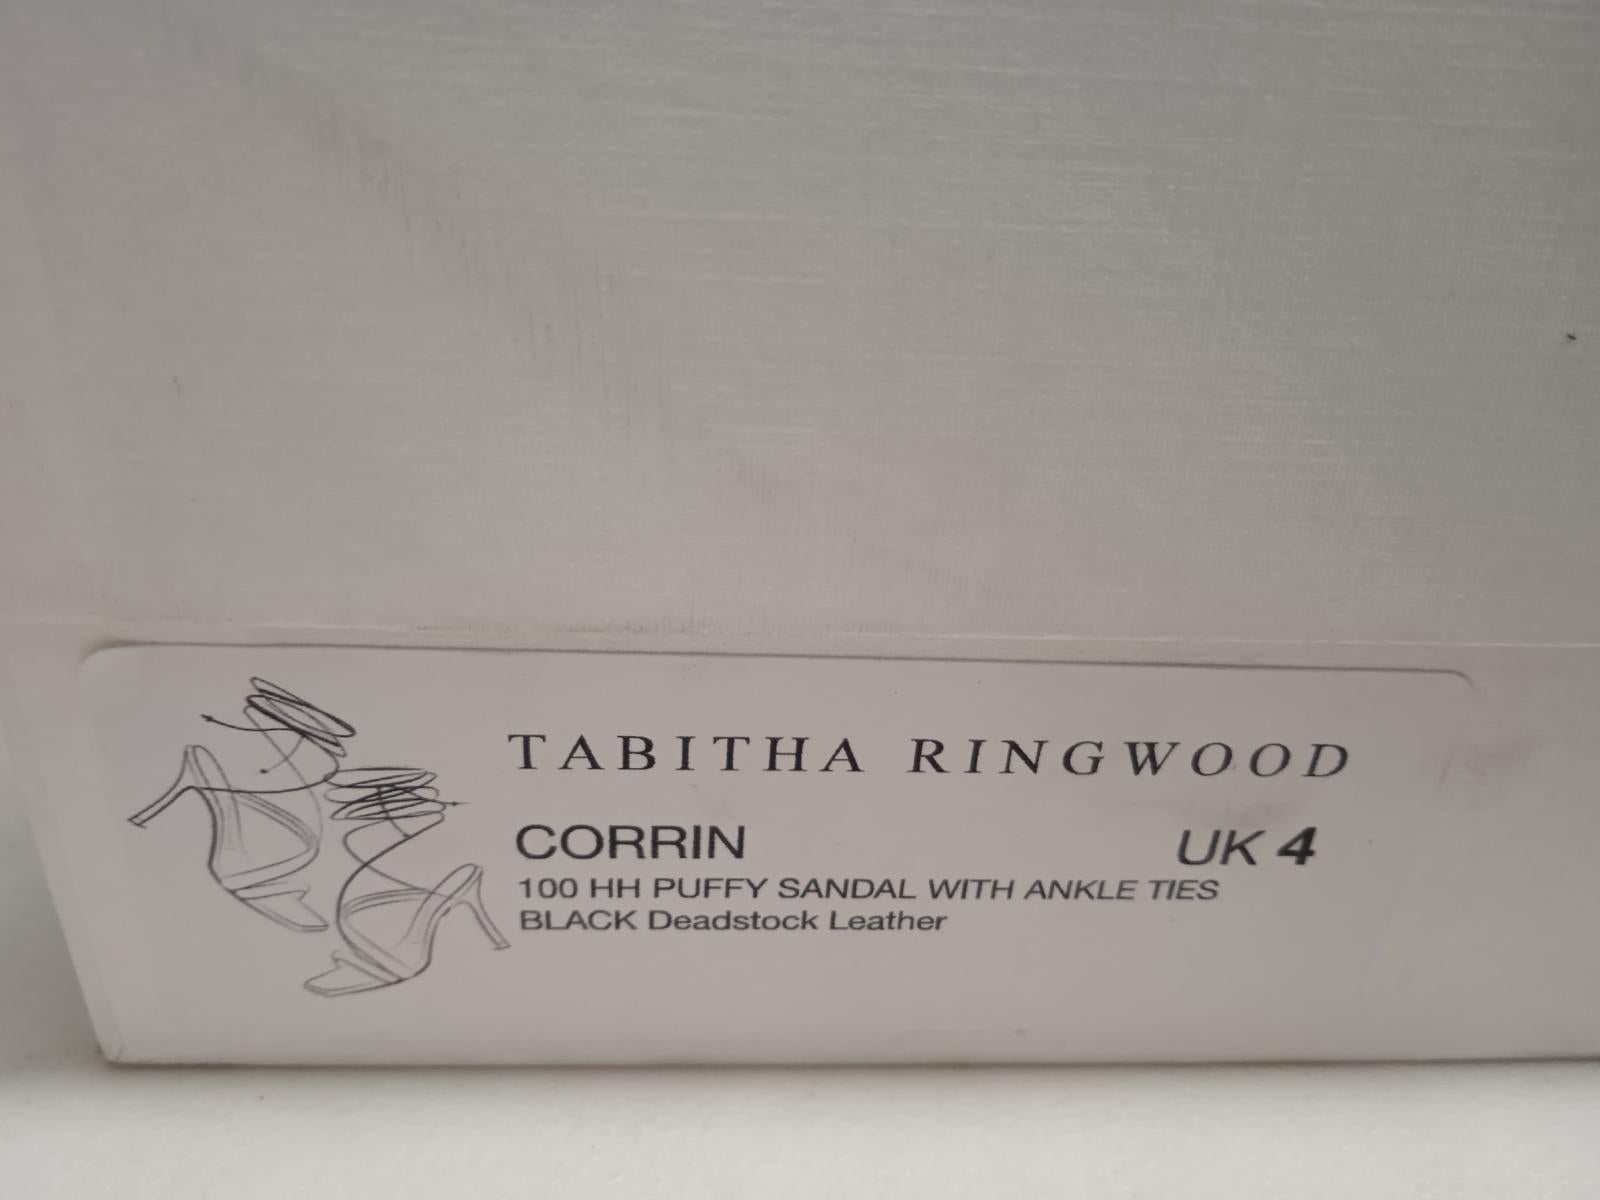 TABITHA RINGWOOD
CORRIN
UK 4
100 HH PUFFY SANDAL WITH ANKLE TIES
BLACK Deadstock Leather